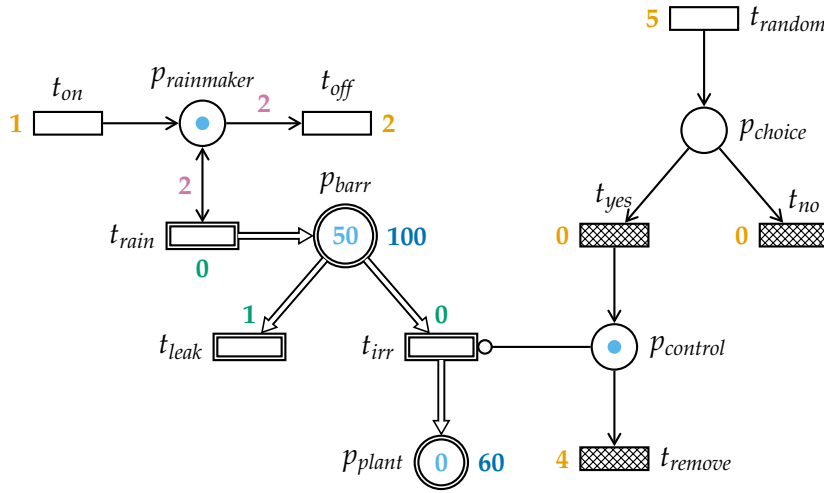 5 t_random
p_rainmaker
t_on
t_off
1
2
2
p_choice
2
p_barr
t_yes
t_no
t_rain
50
100
0
0
0
1
0
t_leak
t_irr
p_control
p_plant
0
60
4
t_remove